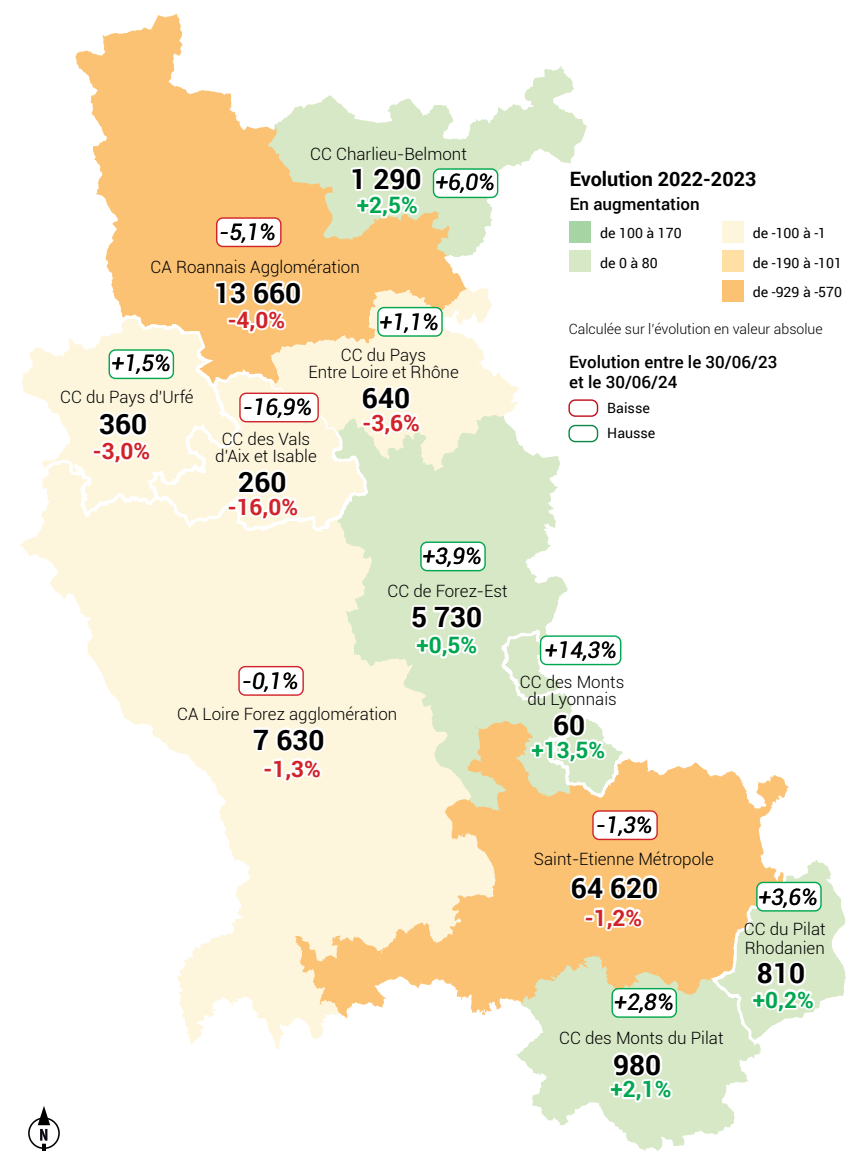 CC Charlieu-Belmont
1 290
+6,0%
+2,5%
-5,1%
CA Roannais Agglomération
13 660
-4,0%
Evolution 2022-2023
En augmentation
de 100 à 170
de 0 à 80
de -100 à -1
de -190 à -101
de -929 à -570
Calculée sur l'évolution en valeur absolue
Evolution entre le 30/06/23
et le 30/06/24
Baisse
Hausse
+1,1%
CC du Pays
Entre Loire et Rhône
640
-3,6%
+1,5%
CC du Pays d'Urfé
360
-3,0%
-16,9%
CC des Vals
d'Aix et Isable
260
-16,0%
+3,9%
CC de Forez-Est
5 730
+0,5%
+14,3%
CC des Monts
du Lyonnais
60
+13,5%
-0,1%
CA Loire Forez agglomération
7 630
-1,3%
-1,3%
Saint-Etienne Métropole
64 620
-1,2%
+3,6%
CC du Pilat
Rhodanien
810
+0,2%
+2,8%
CC des Monts du Pilat
980
+2,1%
N